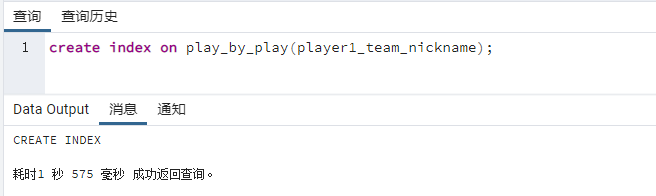 查询 查询历史
1 create index on play_by_play(player1_team_nickname);
Data Output 消息 通知
CREATE INDEX
耗时1 秒 575 毫秒 成功返回查询。